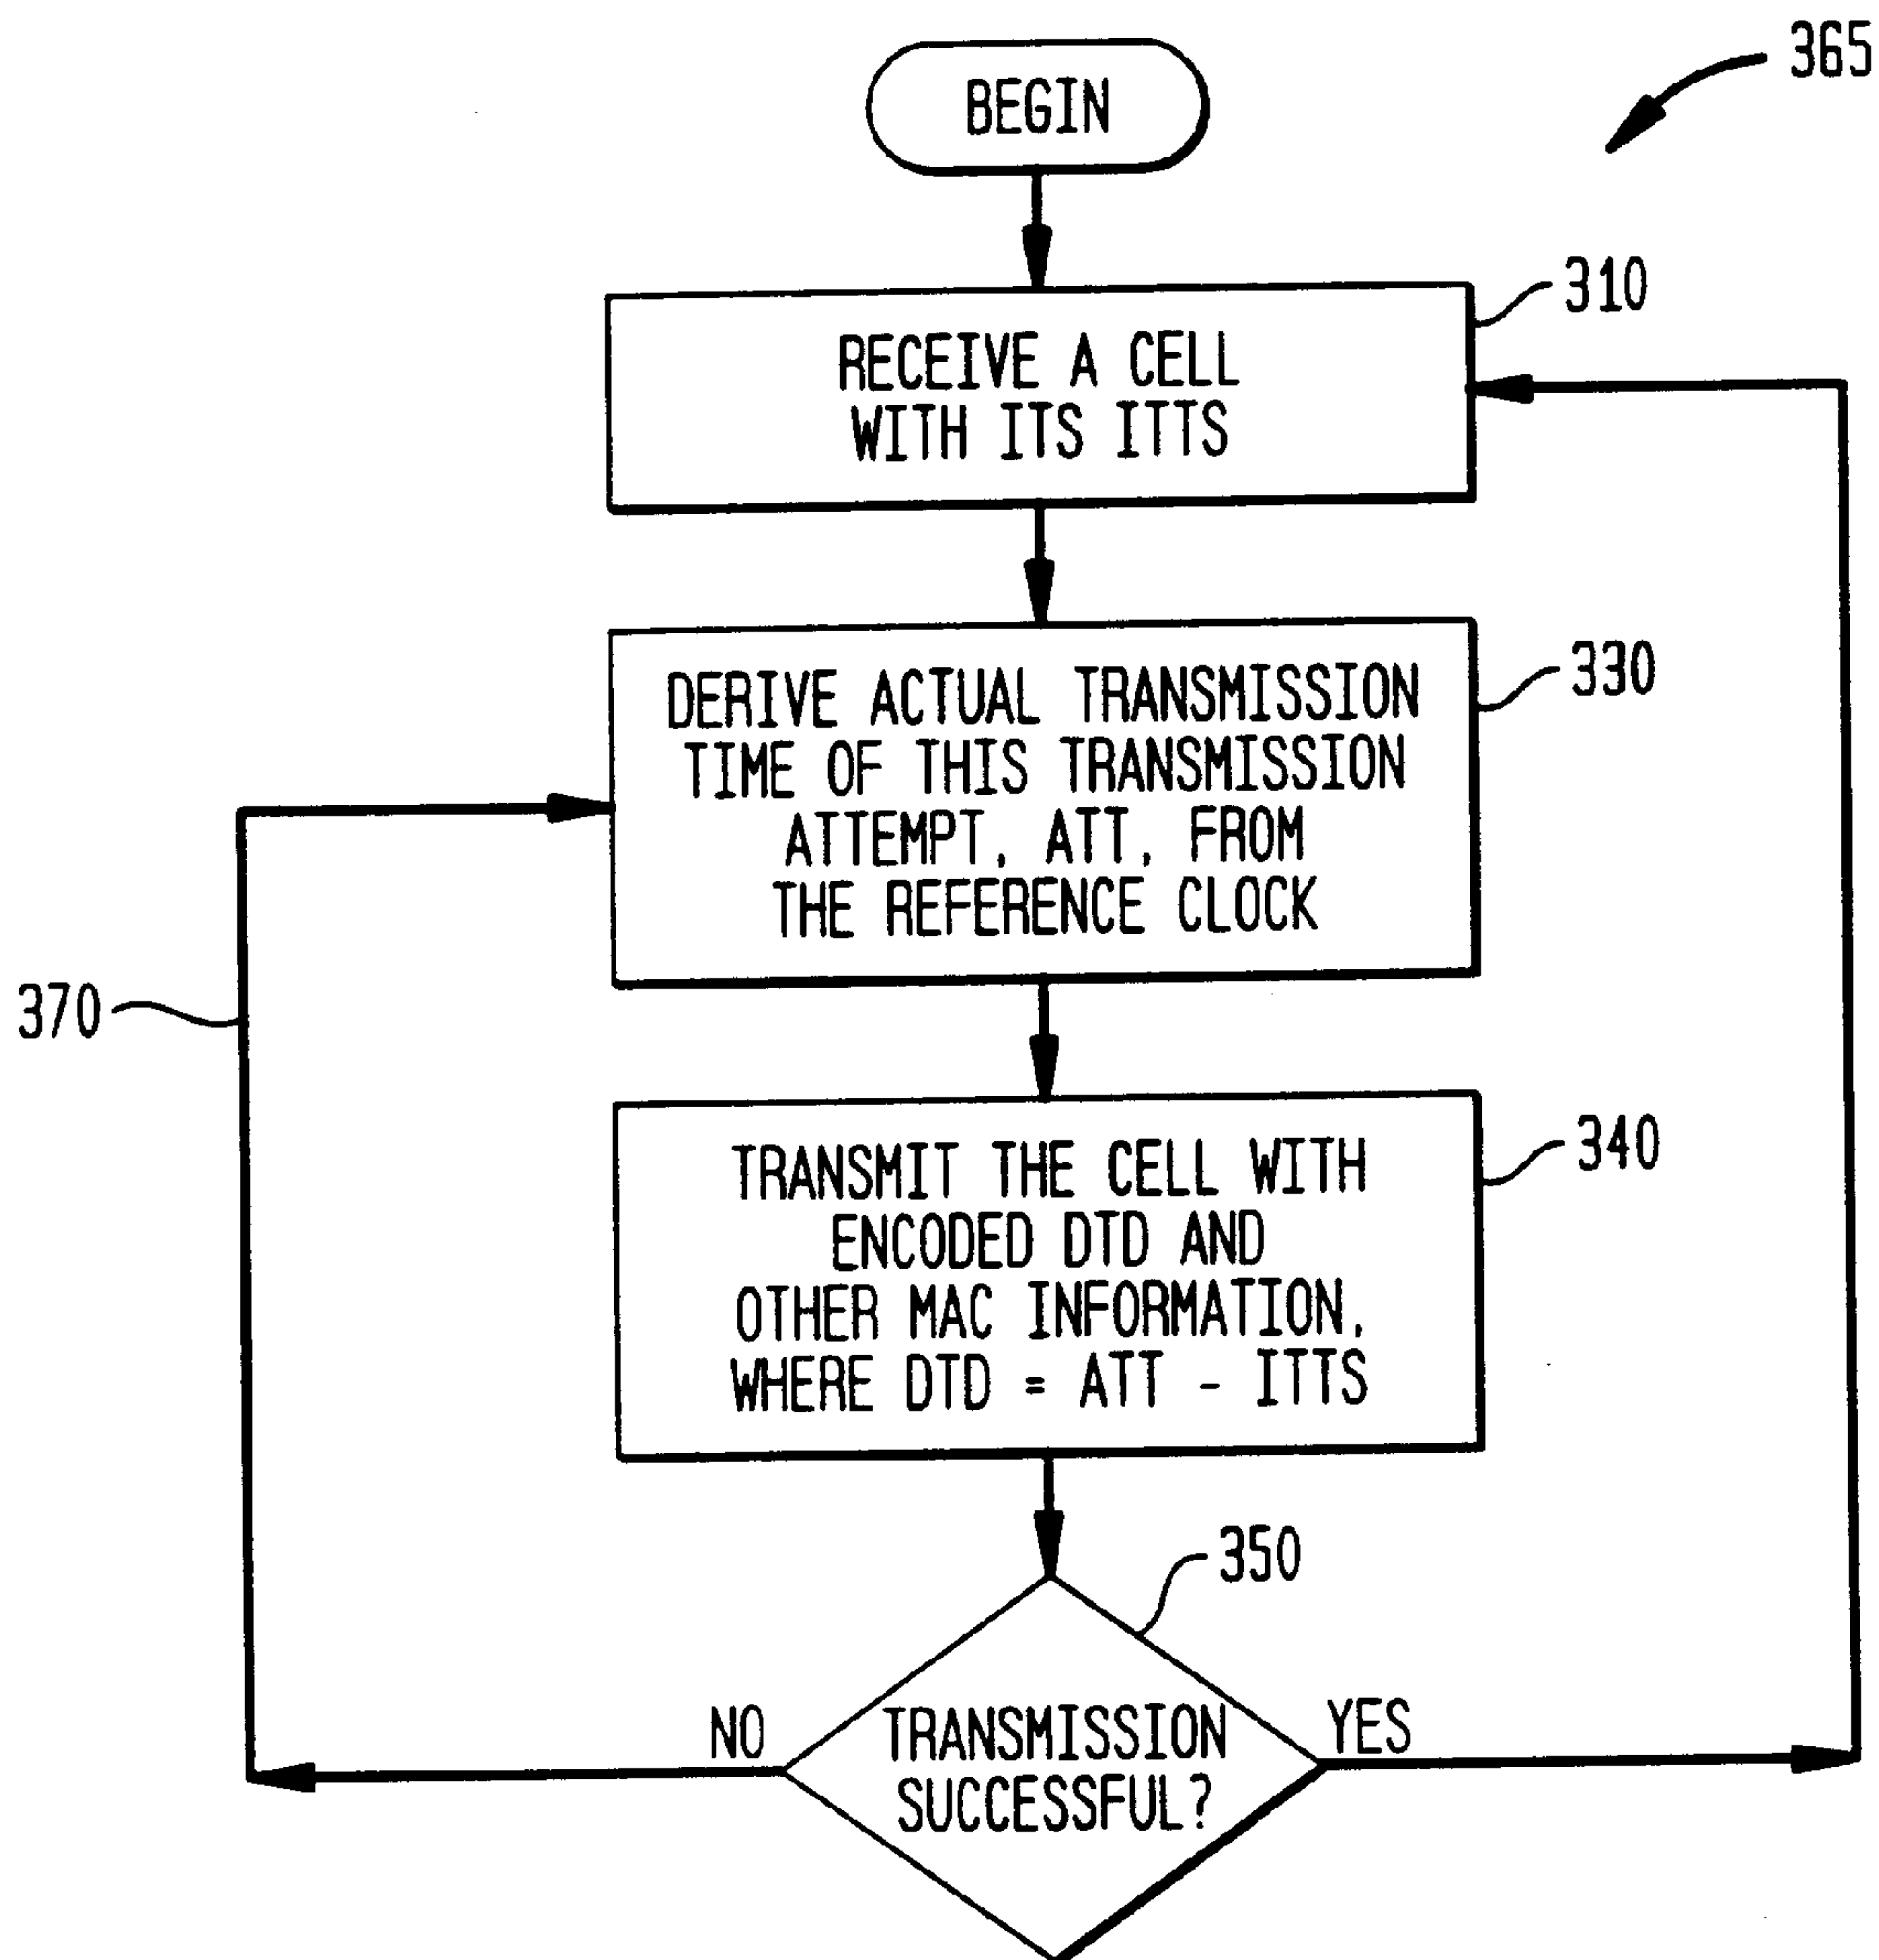 365
BEGIN
310
RECEIVE A CELL
WITH ITS ITTS
330
DERIVE ACTUAL TRANSMISSION
TIME OF THIS TRANSMISSION
ATTEMPT, ATT, FROM
THE REFERENCE CLOCK
370
340
TRANSMIT THE CELL WITH
ENCODED DTD AND
OTHER MAC INFORMATION,
WHERE DTD = ATT - ITTS
350
NO
TRANSMISSION
SUCCESSFUL?
YES